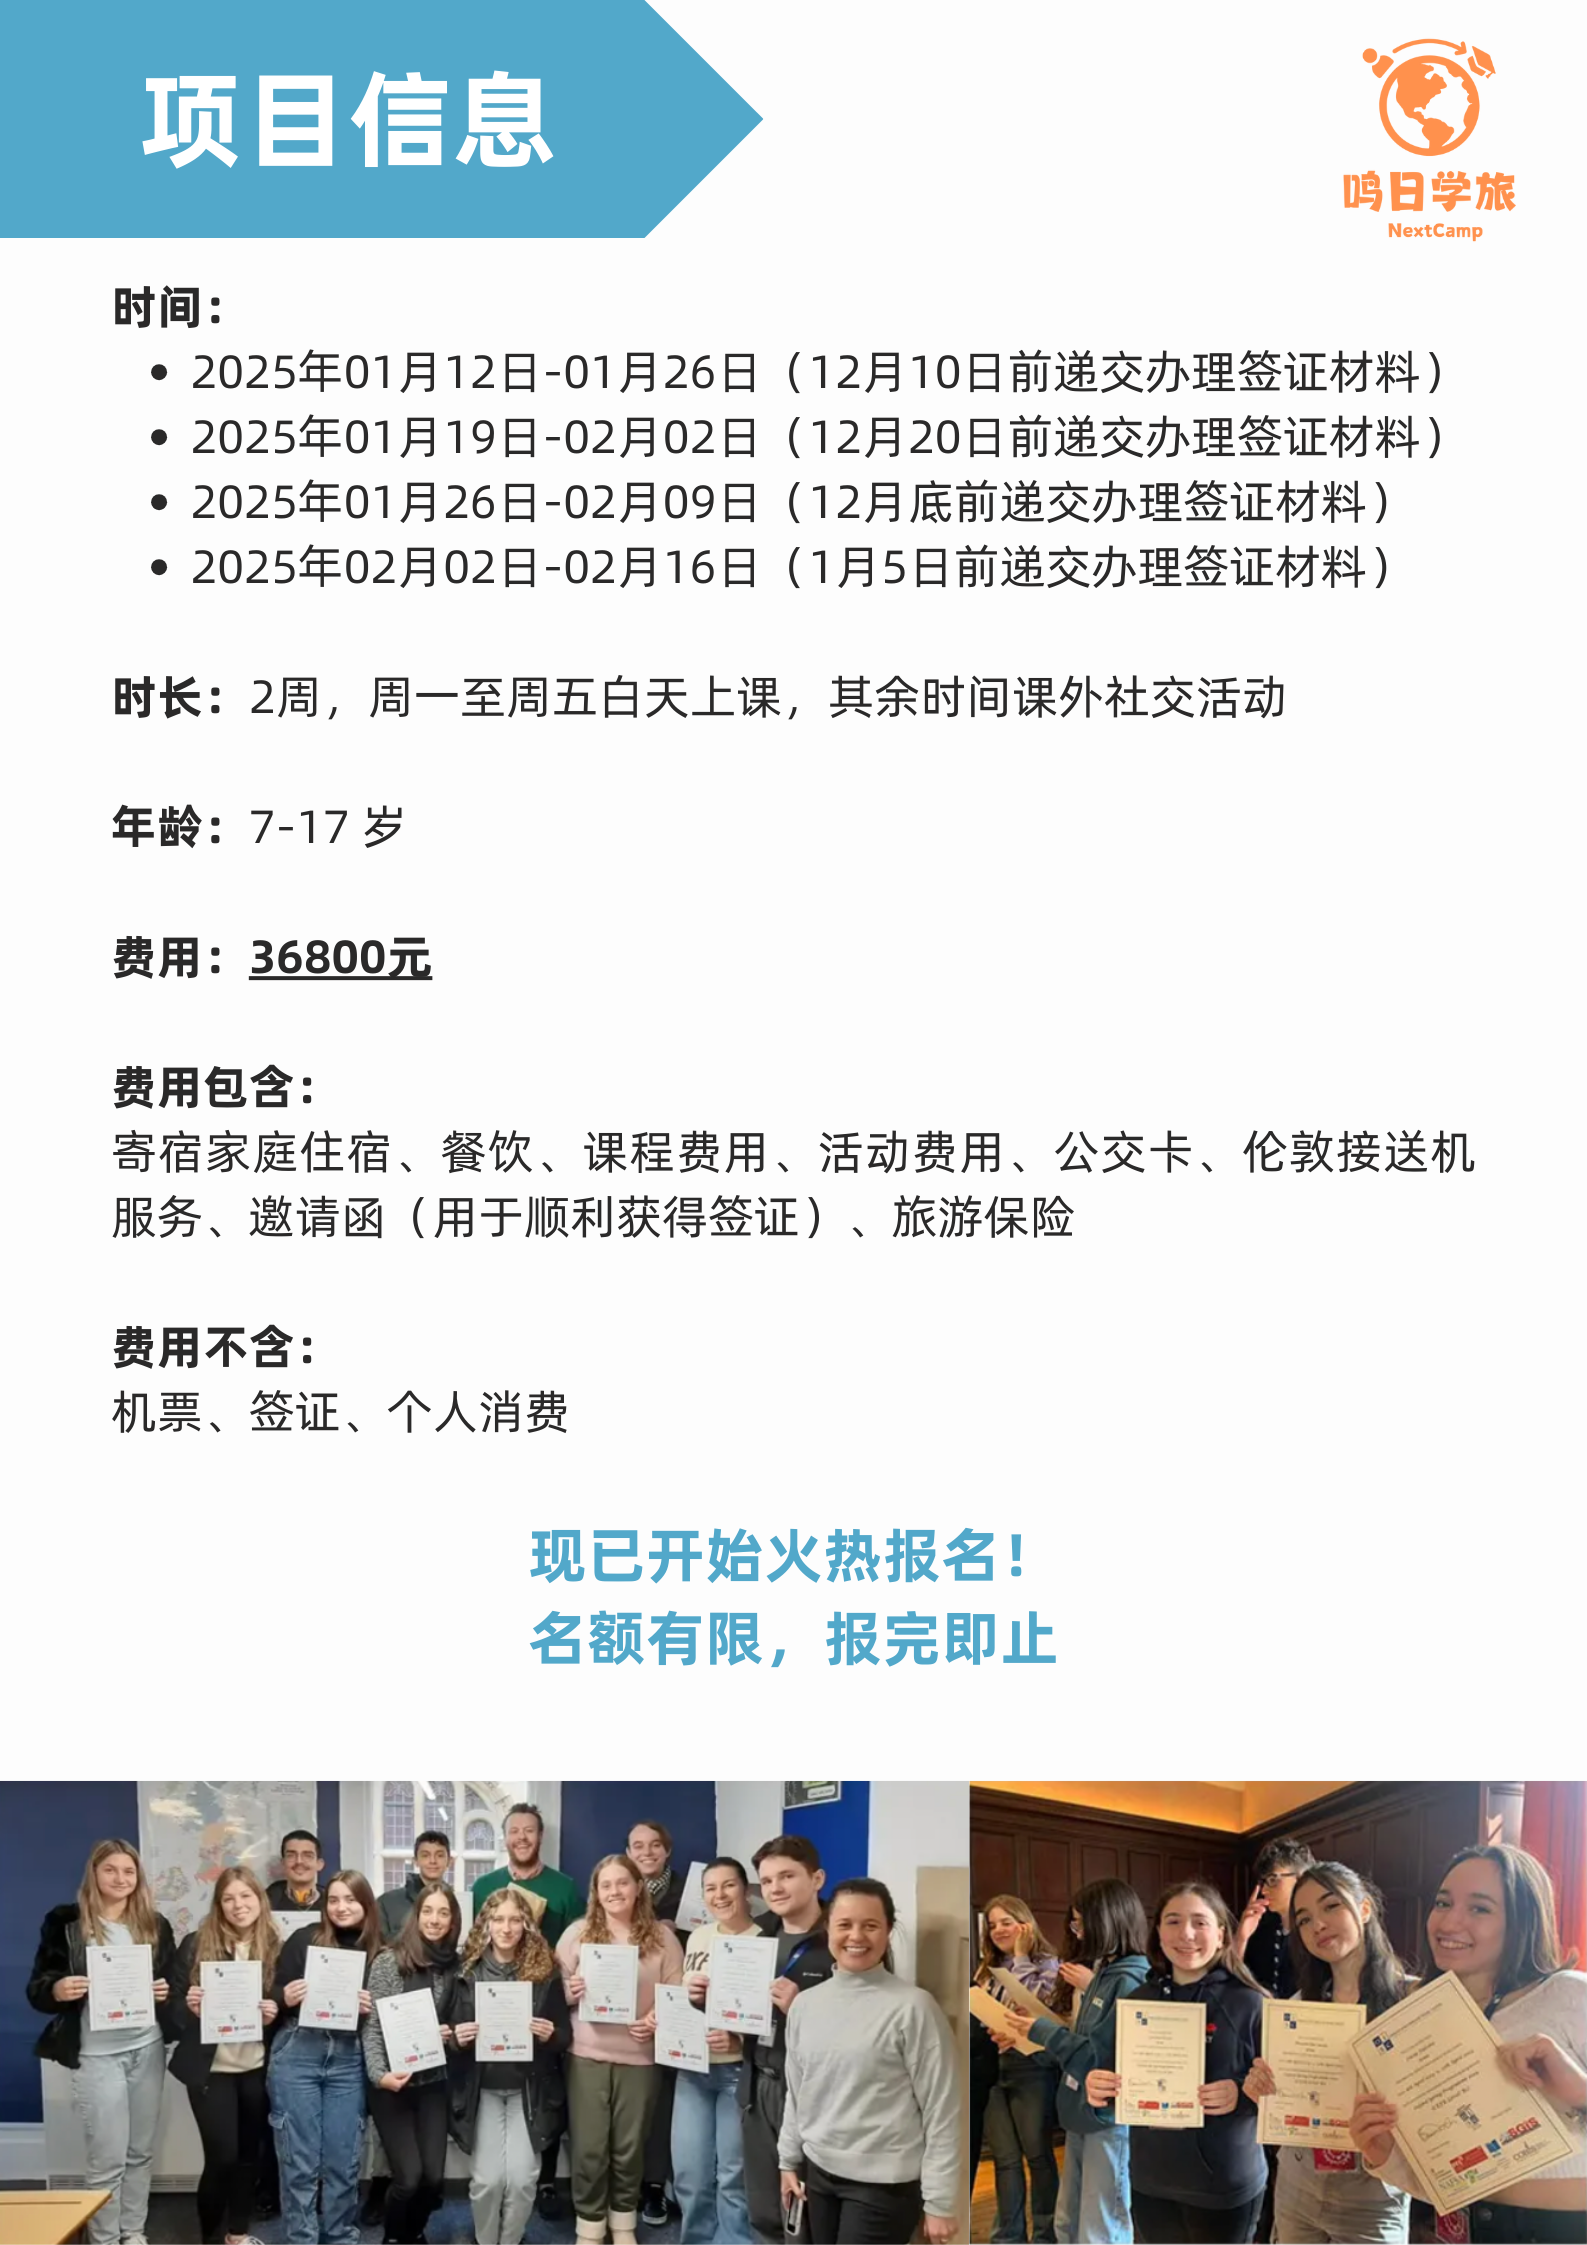 项目信息
鸣日学旅
NextCamp
时间：
2025年01月12日-01月26日（12月10日前递交办理签证材料）
2025年01月19日-02月02日（12月20日前递交办理签证材料）
2025年01月26日-02月09日（12月底前递交办理签证材料）
2025年02月02日-02月16日（1月5日前递交办理签证材料）
时长：2周，周一至周五白天上课，其余时间课外社交活动
年龄：7-17 岁
费用：36800元
费用包含：
寄宿家庭住宿、餐饮、课程费用、活动费用、公交卡、伦敦接送机
服务、邀请函（用于顺利获得签证）、旅游保险
费用不含：
机票、签证、个人消费
现已开始火热报名！
名额有限，报完即止